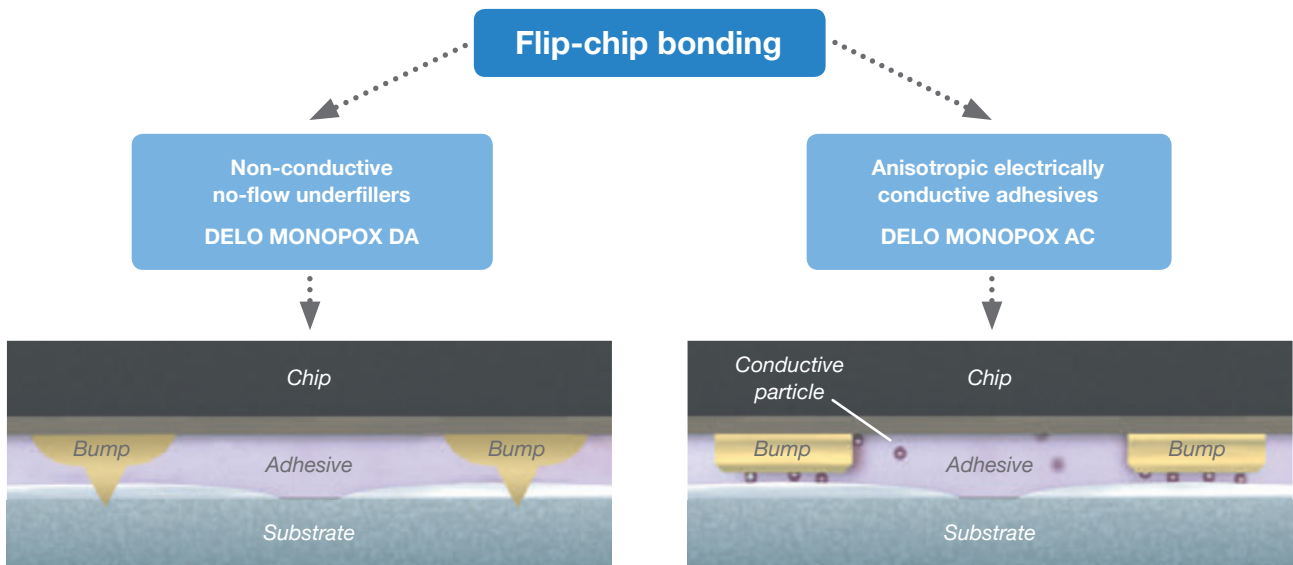 Flip-chip bonding
Non-conductive
no-flow underfillers
DELO MONOPOX DA
Anisotropic electrically
conductive adhesives
DELO MONOPOX AC
Chip
Bump
Bump
Adhesive
Substrate
Conductive
particle
Chip
Bump
Bump
Adhesive
Substrate